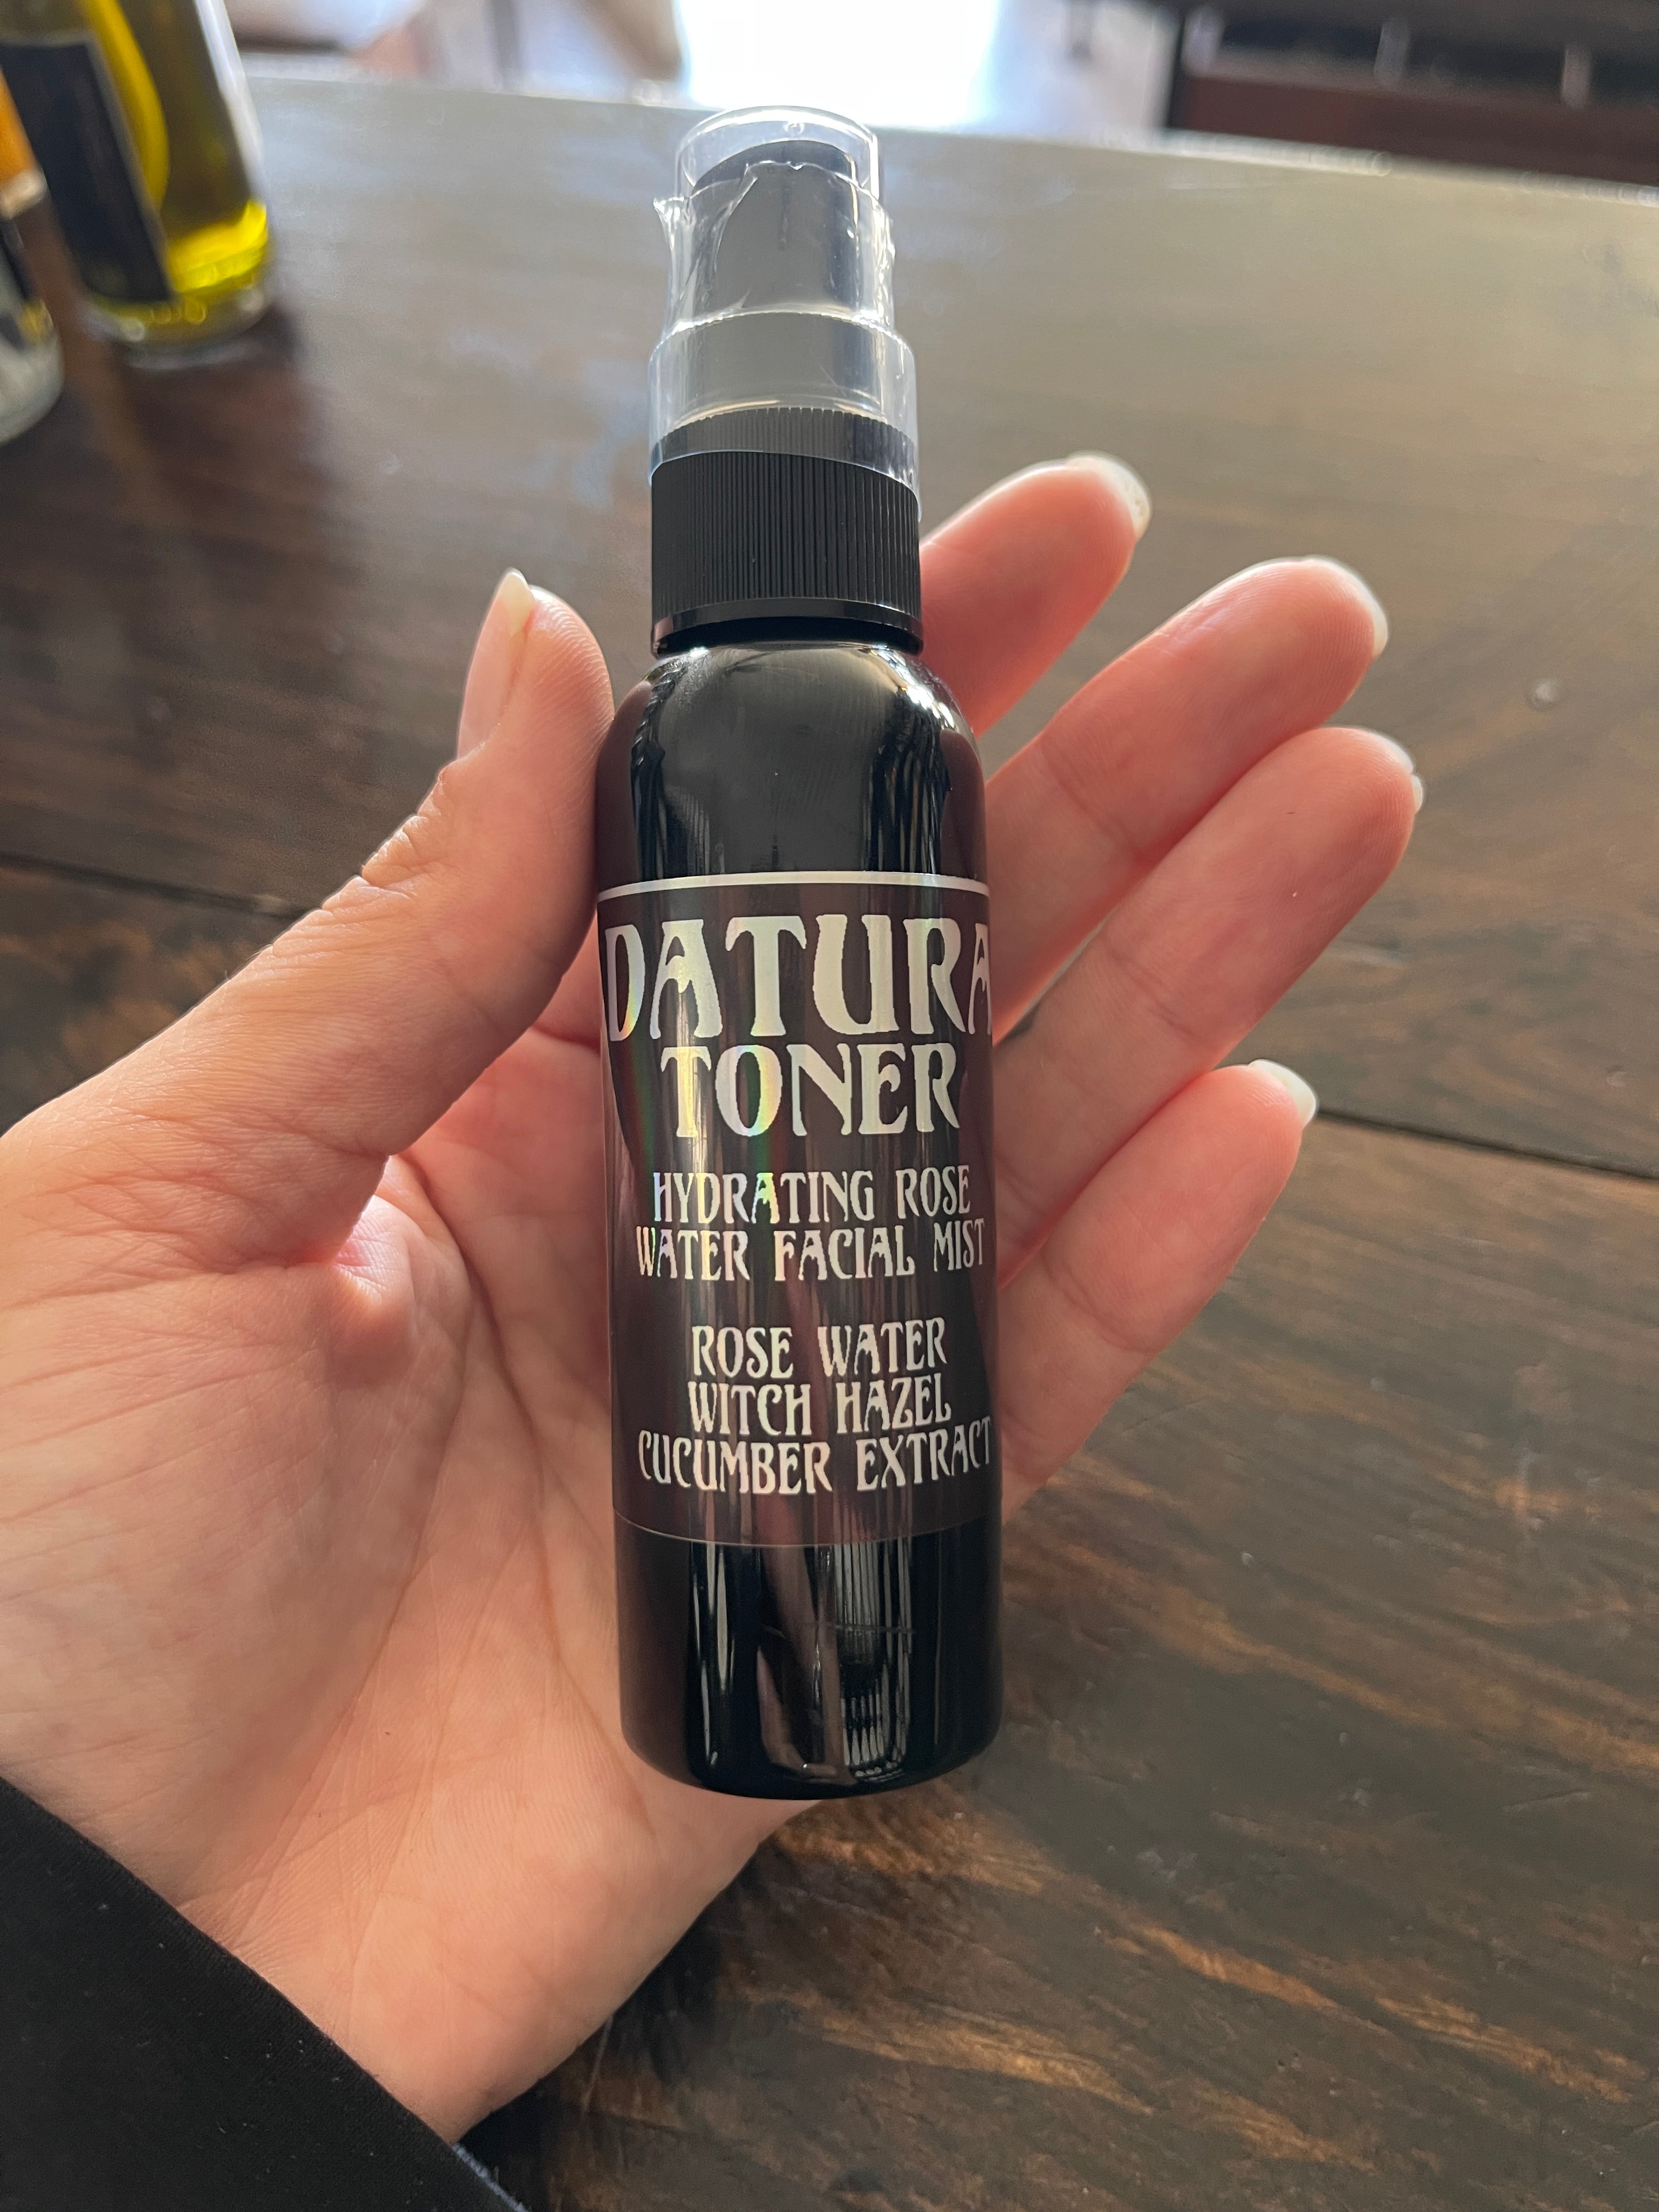 DATURA
TONER
HYDRATING ROSE
WATER FACIAL MIST
ROSE WATER
WITCH HAZEL
CUCUMBER EXTRACT